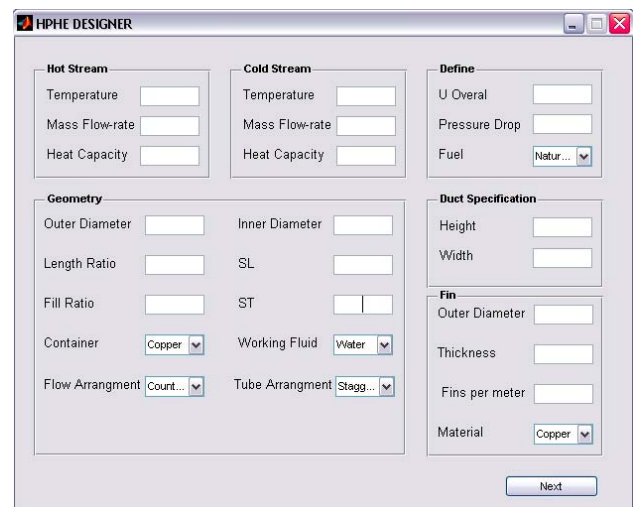 HPHE DESIGNER
Hot Stream
Temperature
Mass Flow-rate
Heat Capacity
Cold Stream
Temperature
Mass Flow-rate
Heat Capacity
Define
U Overal
Pressure Drop
Fuel Natur...
Geometry
Outer Diameter Inner Diameter
Length Ratio SL
Fill Ratio ST
Container Copper Working Fluid Water
Flow Arrangment Count... Tube Arrangment Stagg...
Duct Specification
Height
Width
Fin
Outer Diameter
Thickness
Fins per meter
Material Copper
Next